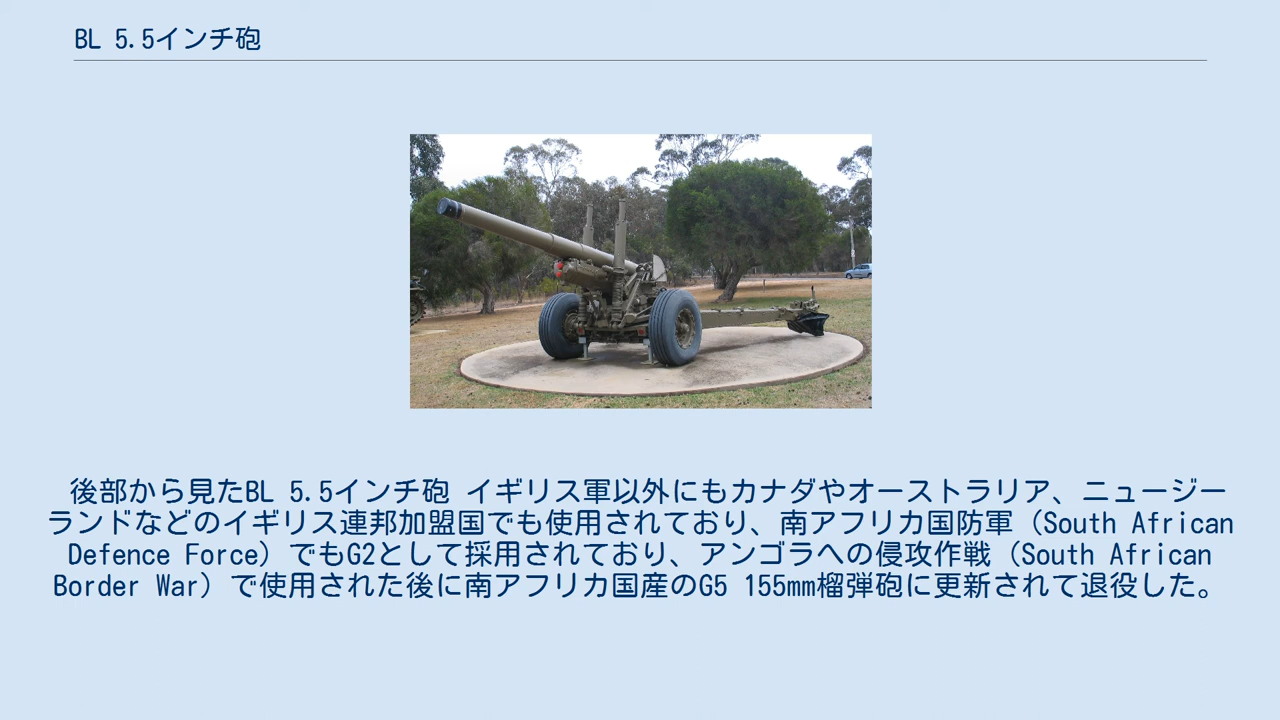 BL 5.5インチ砲
後部から見たBL 5.5インチ砲 イギリス軍以外にもカナダやオーストラリア、ニュージー
ランドなどのイギリス連邦加盟国でも使用されており、南アフリカ国防軍（South African
Defence Force）でもG2として採用されており、アンゴラへの侵攻作戦（South African
Border War）で使用された後に南アフリカ国産のG5 155mm榴弾砲に更新されて退役した。